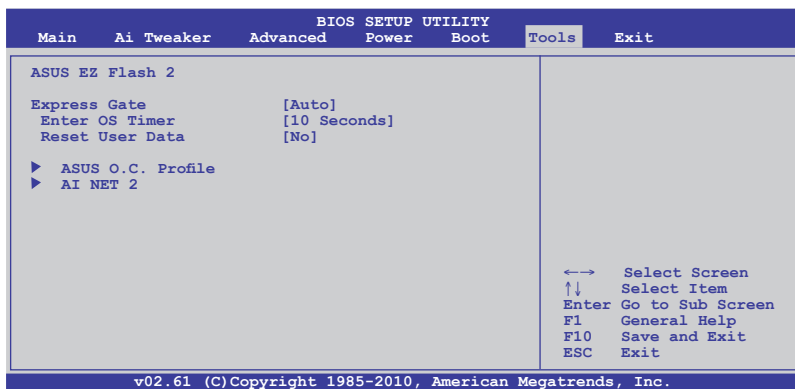 BIOS SETUP UTILITY
Main Ai Tweaker Advanced Power Boot Tools Exit
ASUS EZ Flash 2
Express Gate [Auto]
Enter OS Timer [10 Seconds]
Reset User Data [No]
▶ ASUS O.C. Profile
▶ AI NET 2
←→ Select Screen
↑↓ Select Item
Enter Go to Sub Screen
F1 General Help
F10 Save and Exit
ESC Exit
v02.61 (C)Copyright 1985-2010, American Megatrends, Inc.